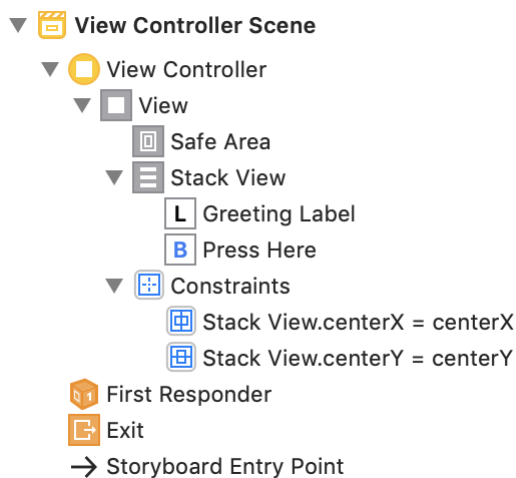 View Controller Scene
View Controller
View
Safe Area
Stack View
L Greeting Label
B Press Here
Constraints
Stack View.centerX = centerX
Stack View.centerY = centerY
First Responder
Exit
Storyboard Entry Point